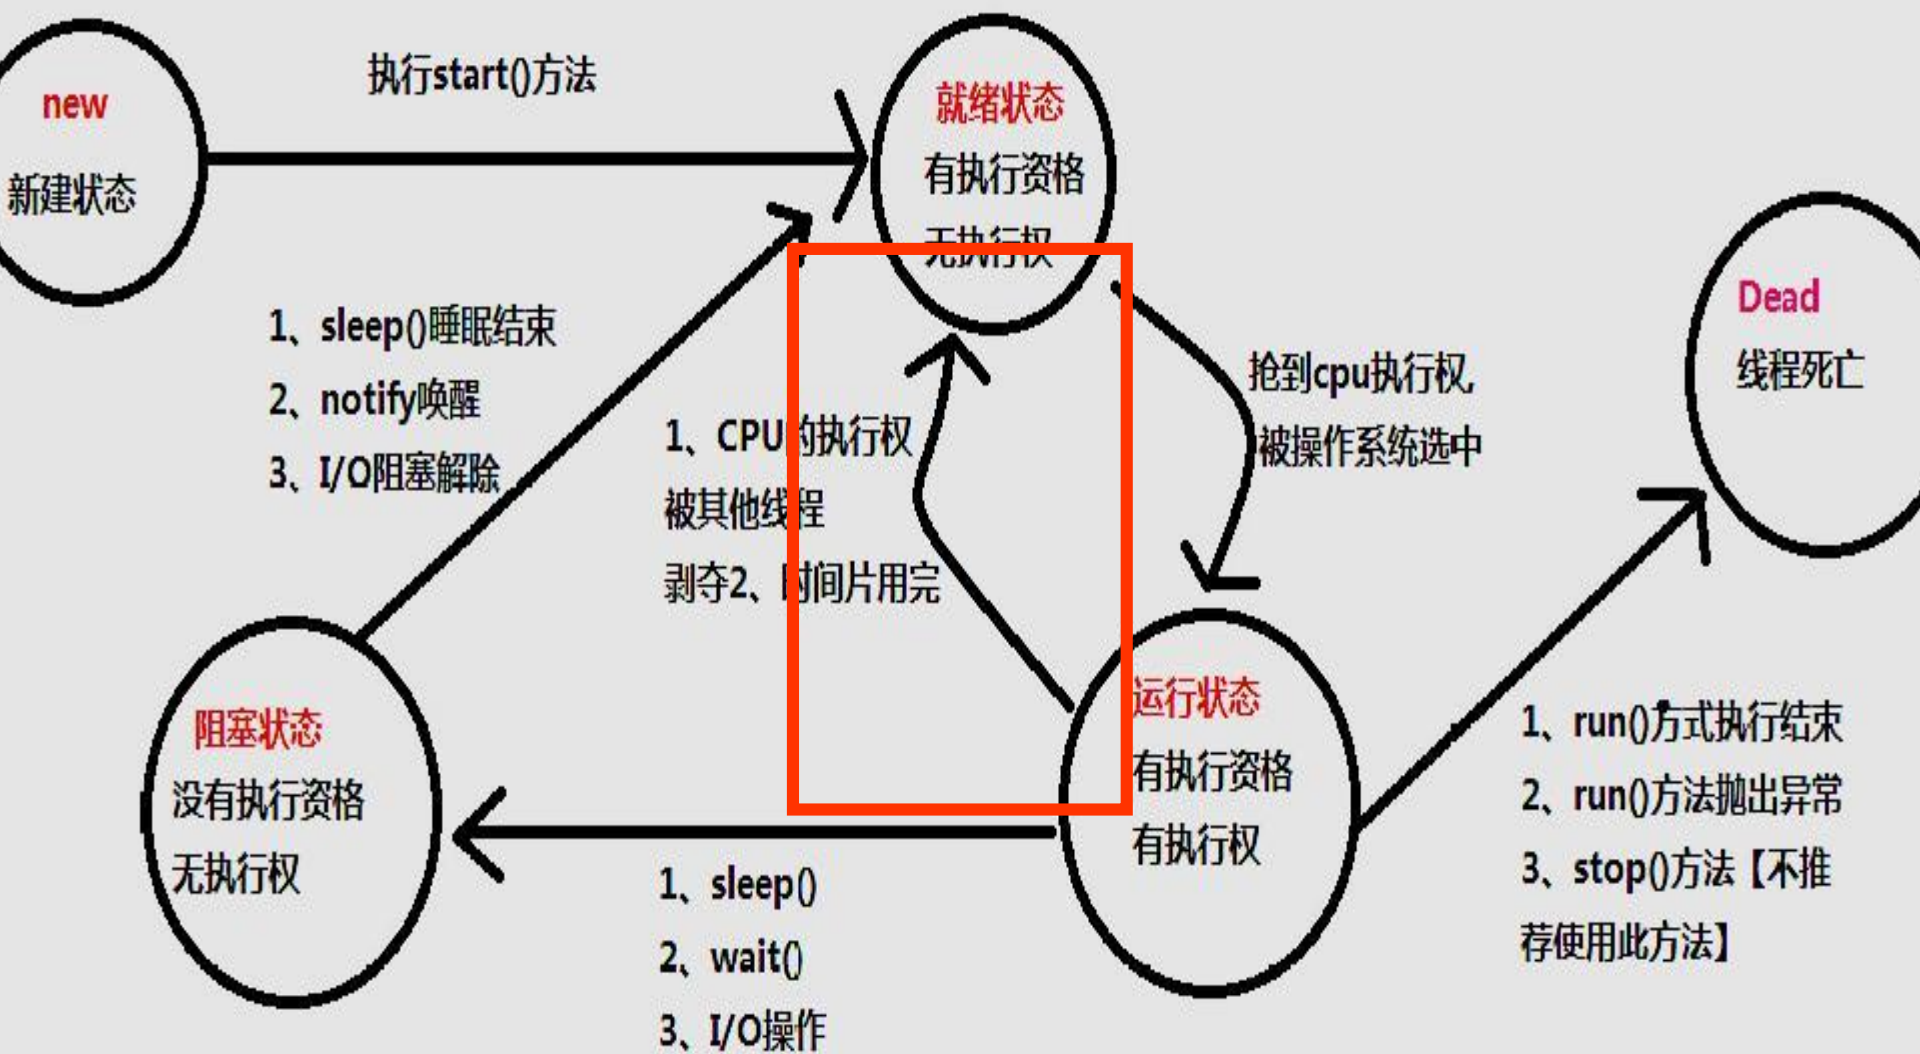 new
新建状态
执行start()方法
就绪状态
有执行资格
无执行权
1、sleep()睡眠结束
2、notify唤醒
3、I/O阻塞解除
1、CPU的执行权
被其他线程
剥夺2、时间片用完
抢到cpu执行权,
被操作系统选中
Dead
线程死亡
阻塞状态
没有执行资格
无执行权
运行状态
有执行资格
有执行权
1、sleep()
2、wait()
3、I/O操作
1、run()方式执行结束
2、run()方法抛出异常
3、stop()方法【不推
荐使用此方法】